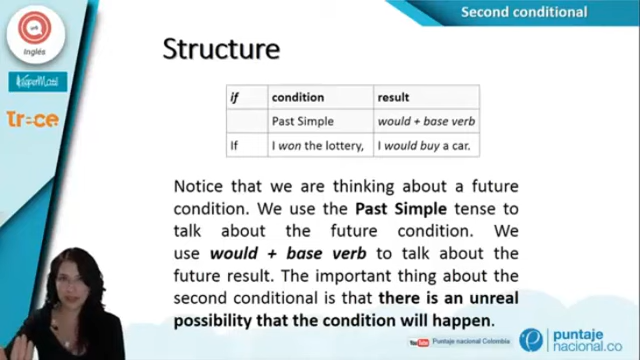 Second conditional
Inglés
Structure
if condition result
Past Simple would + base verb
If I won the lottery, I would buy a car.
Notice that we are thinking about a future
condition. We use the Past Simple tense to
talk about the future condition. We
use would + base verb to talk about the
future result. The important thing about the
second conditional is that there is an unreal
possibility that the condition will happen.
You Tube Puntaje nacional Colombia
puntaje
nacional.co